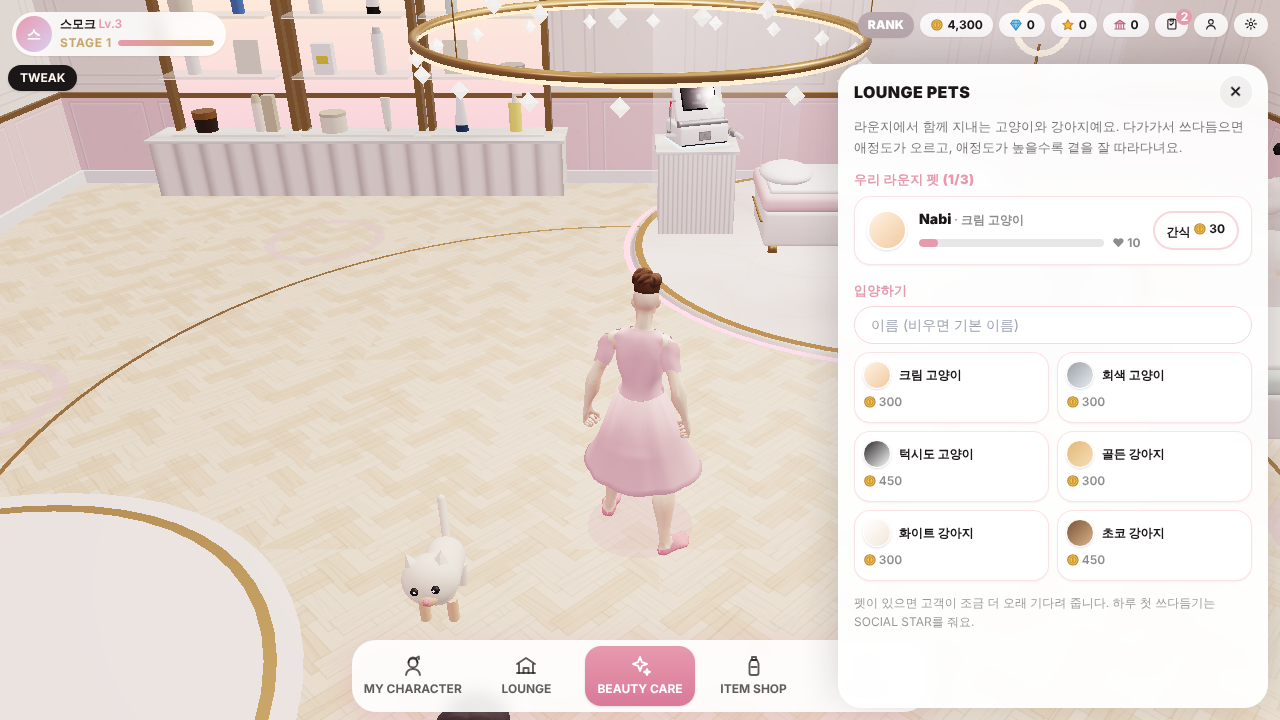 스모크 Lv.3
STAGE 1
TWEAK
RANK
4,300
0
0
0
2
LOUNGE PETS
라운지에서 함께 지내는 고양이와 강아지예요. 다가가서 쓰다듬으면
애정도가 오르고, 애정도가 높을수록 곁을 잘 따라다녀요.
우리 라운지 펫 (1/3)
Nabi · 크림 고양이
10
간식 30
입양하기
이름 (비우면 기본 이름)
크림 고양이
300
회색 고양이
300
턱시도 고양이
450
골든 강아지
300
화이트 강아지
300
초코 강아지
450
펫이 있으면 고객이 조금 더 오래 기다려 줍니다. 하루 첫 쓰다듬기는
SOCIAL STAR를 줘요.
MY CHARACTER
LOUNGE
BEAUTY CARE
ITEM SHOP